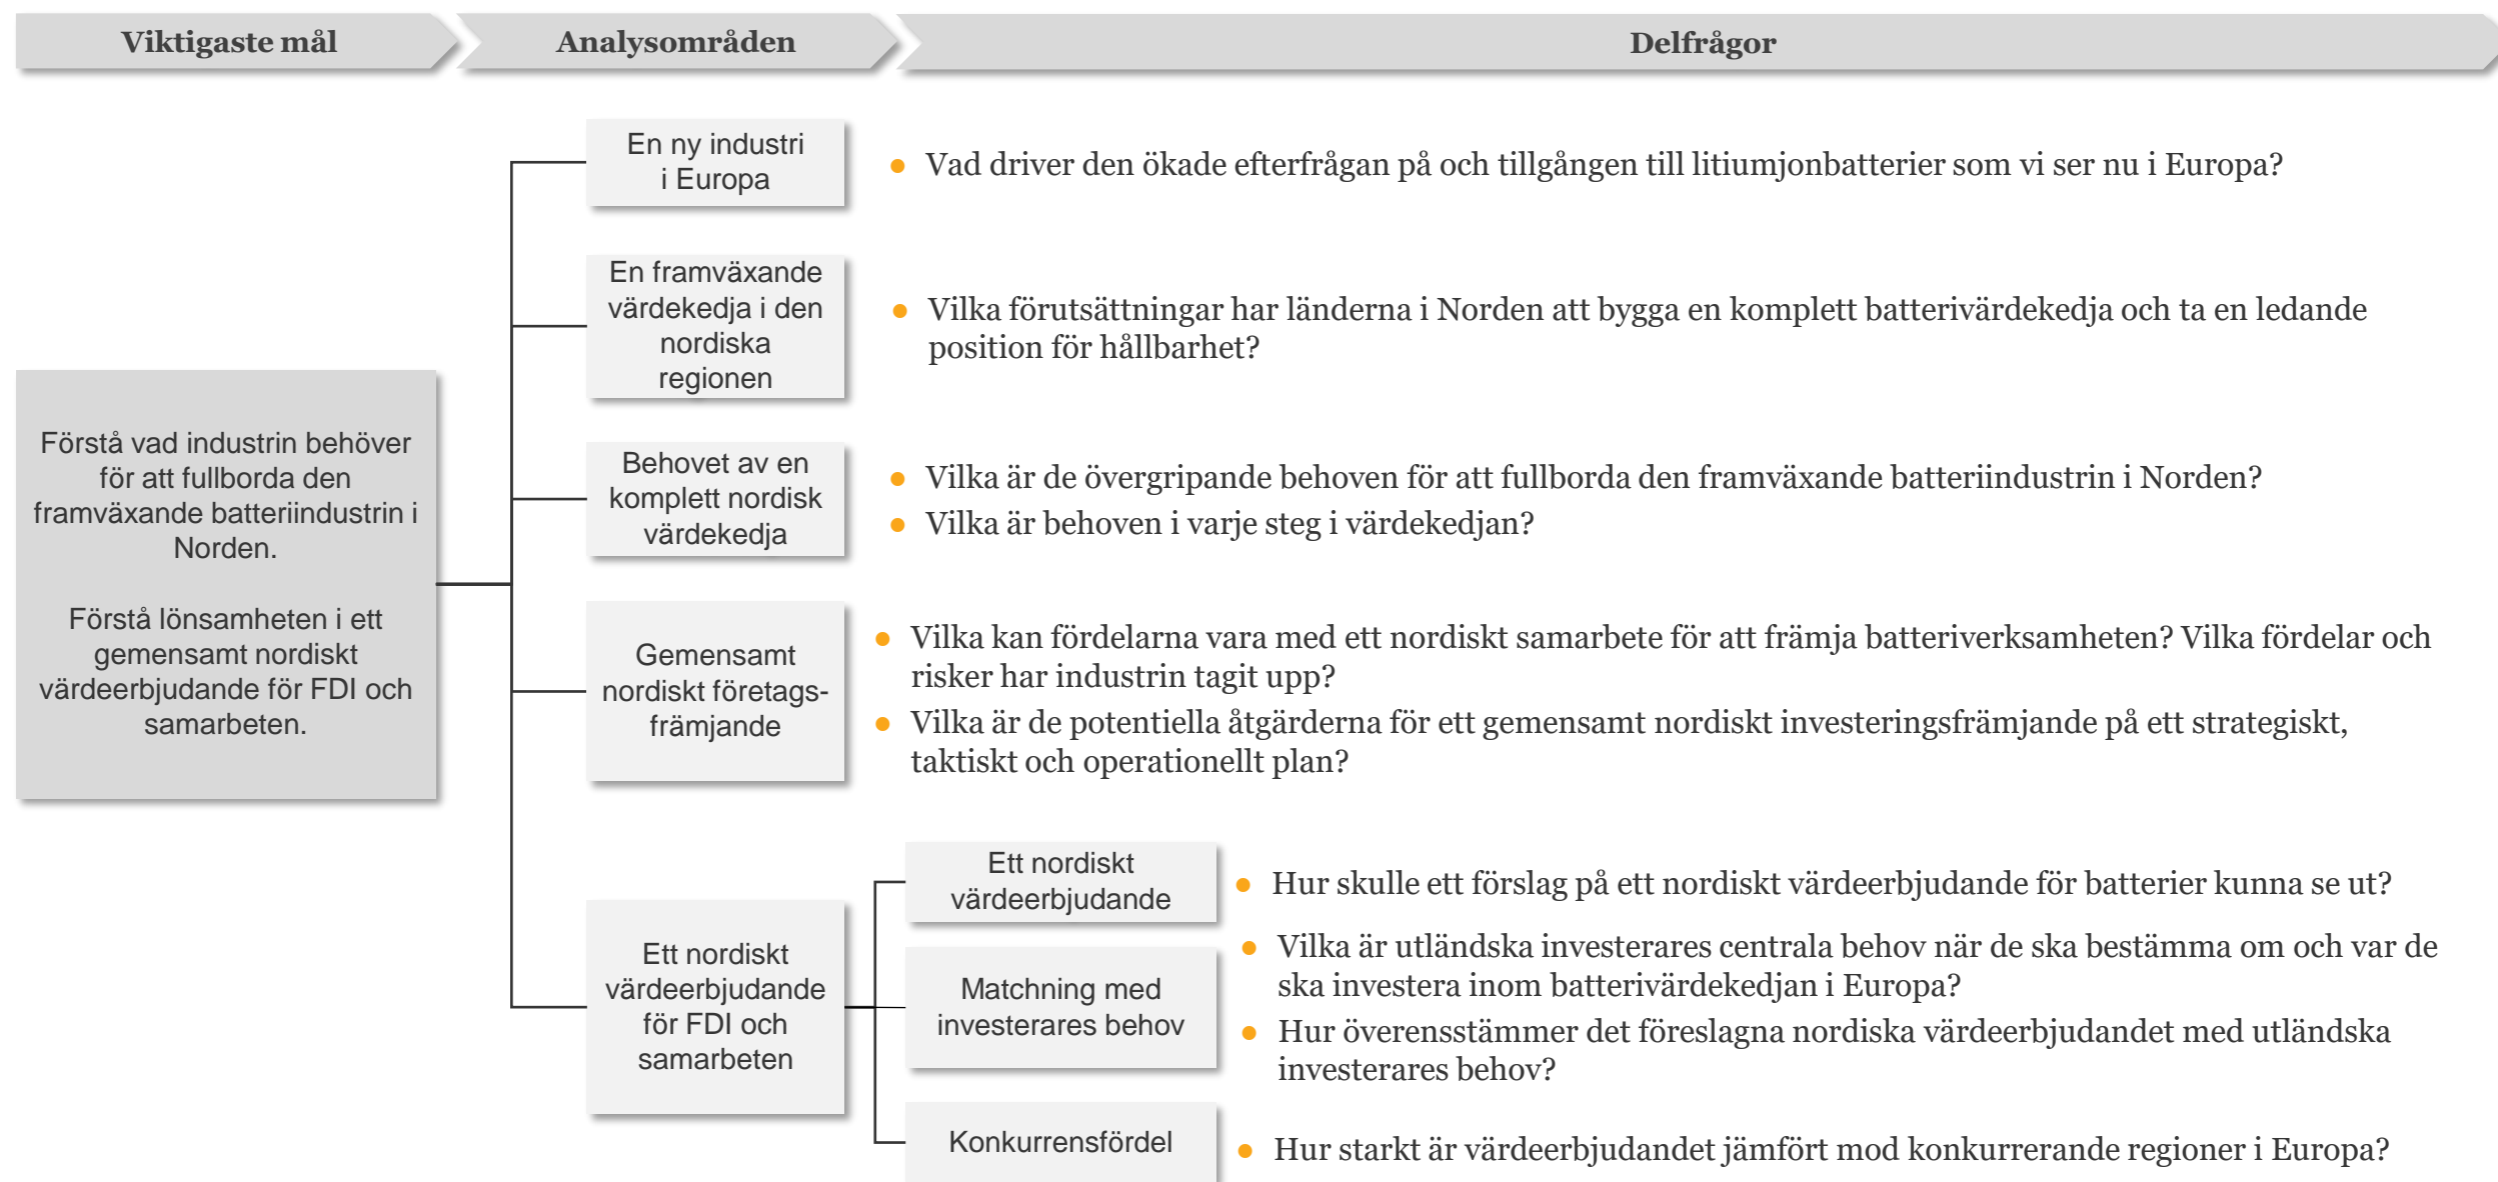 Viktigaste mål
Analysområden
Delfrågor
Förstå vad industrin behöver
för att fullborda den
framväxande batteriindustrin i
Norden.
Förstå lönsamheten i ett
gemensamt nordiskt
värdeerbjudande för FDI och
samarbeten.
En ny industri
i Europa
Vad driver den ökade efterfrågan på och tillgången till litiumjonbatterier som vi ser nu i Europa?
En framväxande
värdekedja i den
nordiska
regionen
Vilka förutsättningar har länderna i Norden att bygga en komplett batterivärdekedja och ta en ledande
position för hållbarhet?
Behovet av en
komplett nordisk
värdekedja
Vilka är de övergripande behoven för att fullborda den framväxande batteriindustrin i Norden?
Vilka är behoven i varje steg i värdekedjan?
Gemensamt
nordiskt företags-
främjande
Vilka kan fördelarna vara med ett nordiskt samarbete för att främja batteriverksamheten? Vilka fördelar och
risker har industrin tagit upp?
Vilka är de potentiella åtgärderna för ett gemensamt nordiskt investeringsfrämjande på ett strategiskt,
taktiskt och operationellt plan?
Ett nordiskt
värdeerbjudande
för FDI och
samarbeten
Ett nordiskt
värdeerbjudande
Hur skulle ett förslag på ett nordiskt värdeerbjudande för batterier kunna se ut?
Matchning med
investerares behov
Vilka är utländska investerares centrala behov när de ska bestämma om och var de
ska investera inom batterivärdekedjan i Europa?
Hur överensstämmer det föreslagna nordiska värdeerbjudandet med utländska
investerares behov?
Konkurrensfördel
Hur starkt är värdeerbjudandet jämfört mod konkurrerande regioner i Europa?